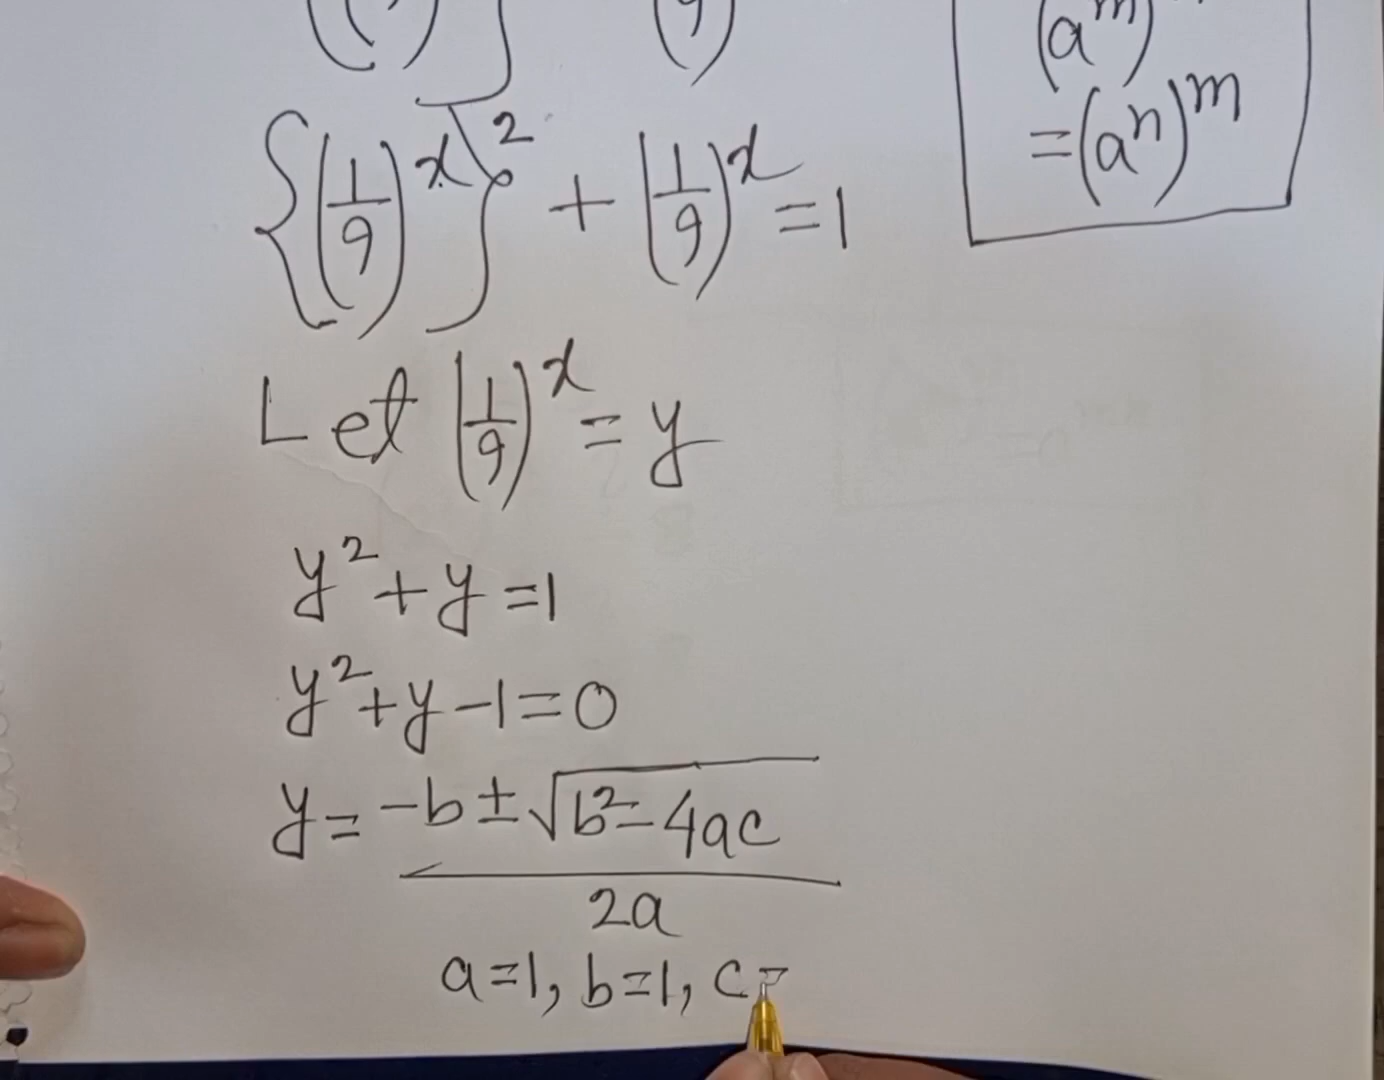 (a^m)
=(a^n)^m
{(1/9)^x}^2 + (1/9)^x = 1
Let (1/9)^x = y
y^2 + y = 1
y^2 + y - 1 = 0
y = (-b ± √(b^2 - 4ac)) / 2a
a=1, b=1, c=